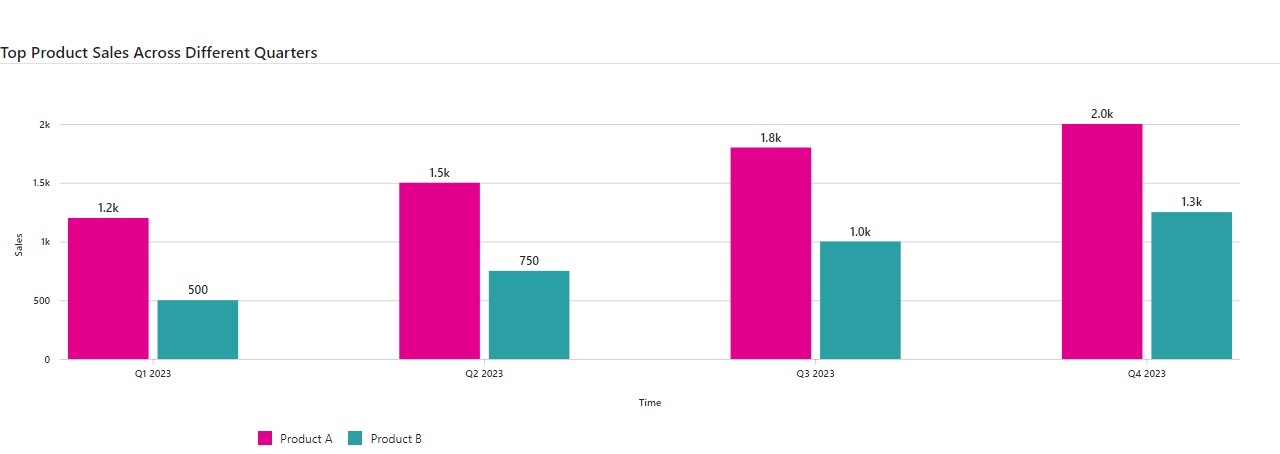 Top Product Sales Across Different Quarters
2.0k
2k
1.8k
1.5k
1.5k
1.2k
1.3k
1k
1.0k
Sales
750
500
500
0
Q1 2023 Q2 2023 Q3 2023 Q4 2023
Time
Product A Product B